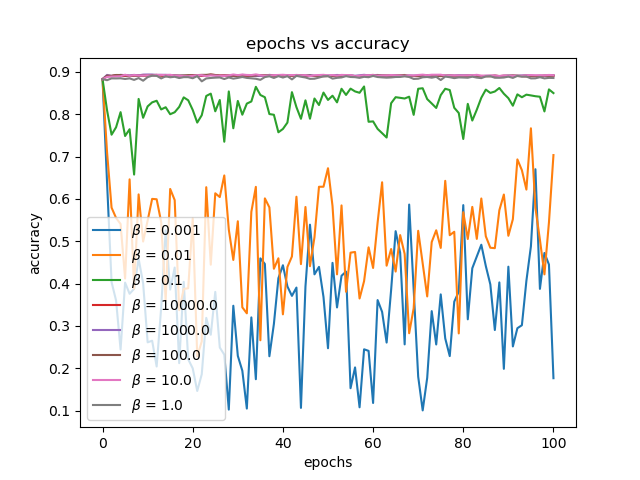 epochs vs accuracy
accuracy
0.9
0.8
0.7
0.6
0.5
0.4
0.3
0.2
0.1
β = 0.001
β = 0.01
β = 0.1
β = 10000.0
β = 1000.0
β = 100.0
β = 10.0
β = 1.0
0 20 40 60 80 100
epochs